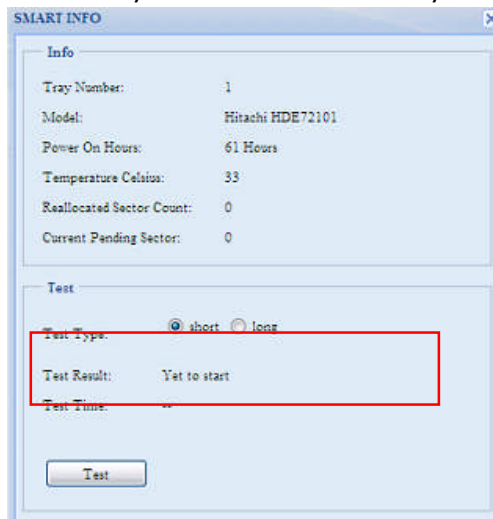 SMART INFO
Info
Tray Number: 1
Model: Hitachi HDE72101
Power On Hours: 61 Hours
Temperature Celsius: 33
Reallocated Sector Count: 0
Current Pending Sector: 0
Test
Test Type: short long
Test Result: Yet to start
Test Time: --
Test